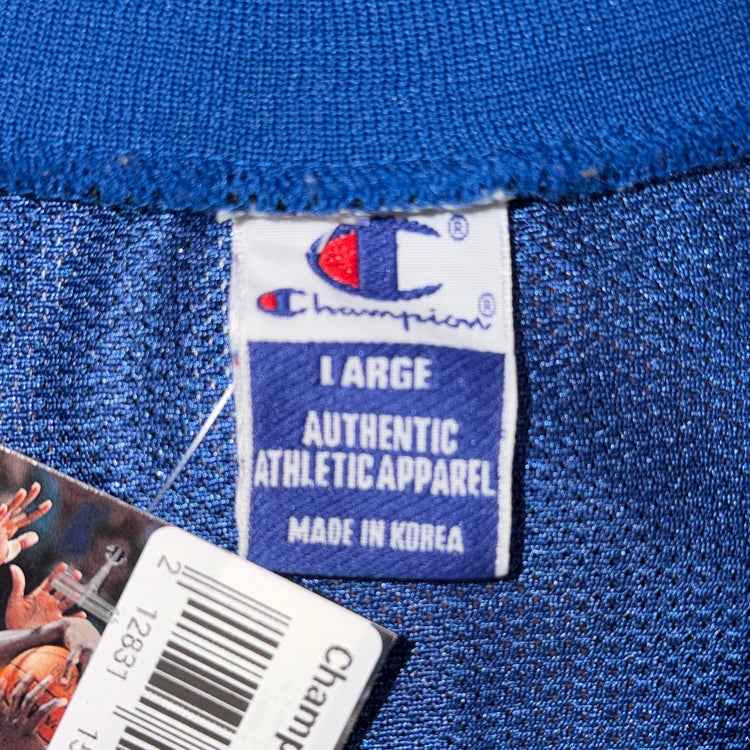 ®
Champion®
LARGE
AUTHENTIC
ATHLETIC APPAREL
MADE IN KOREA
Champ
2 12831